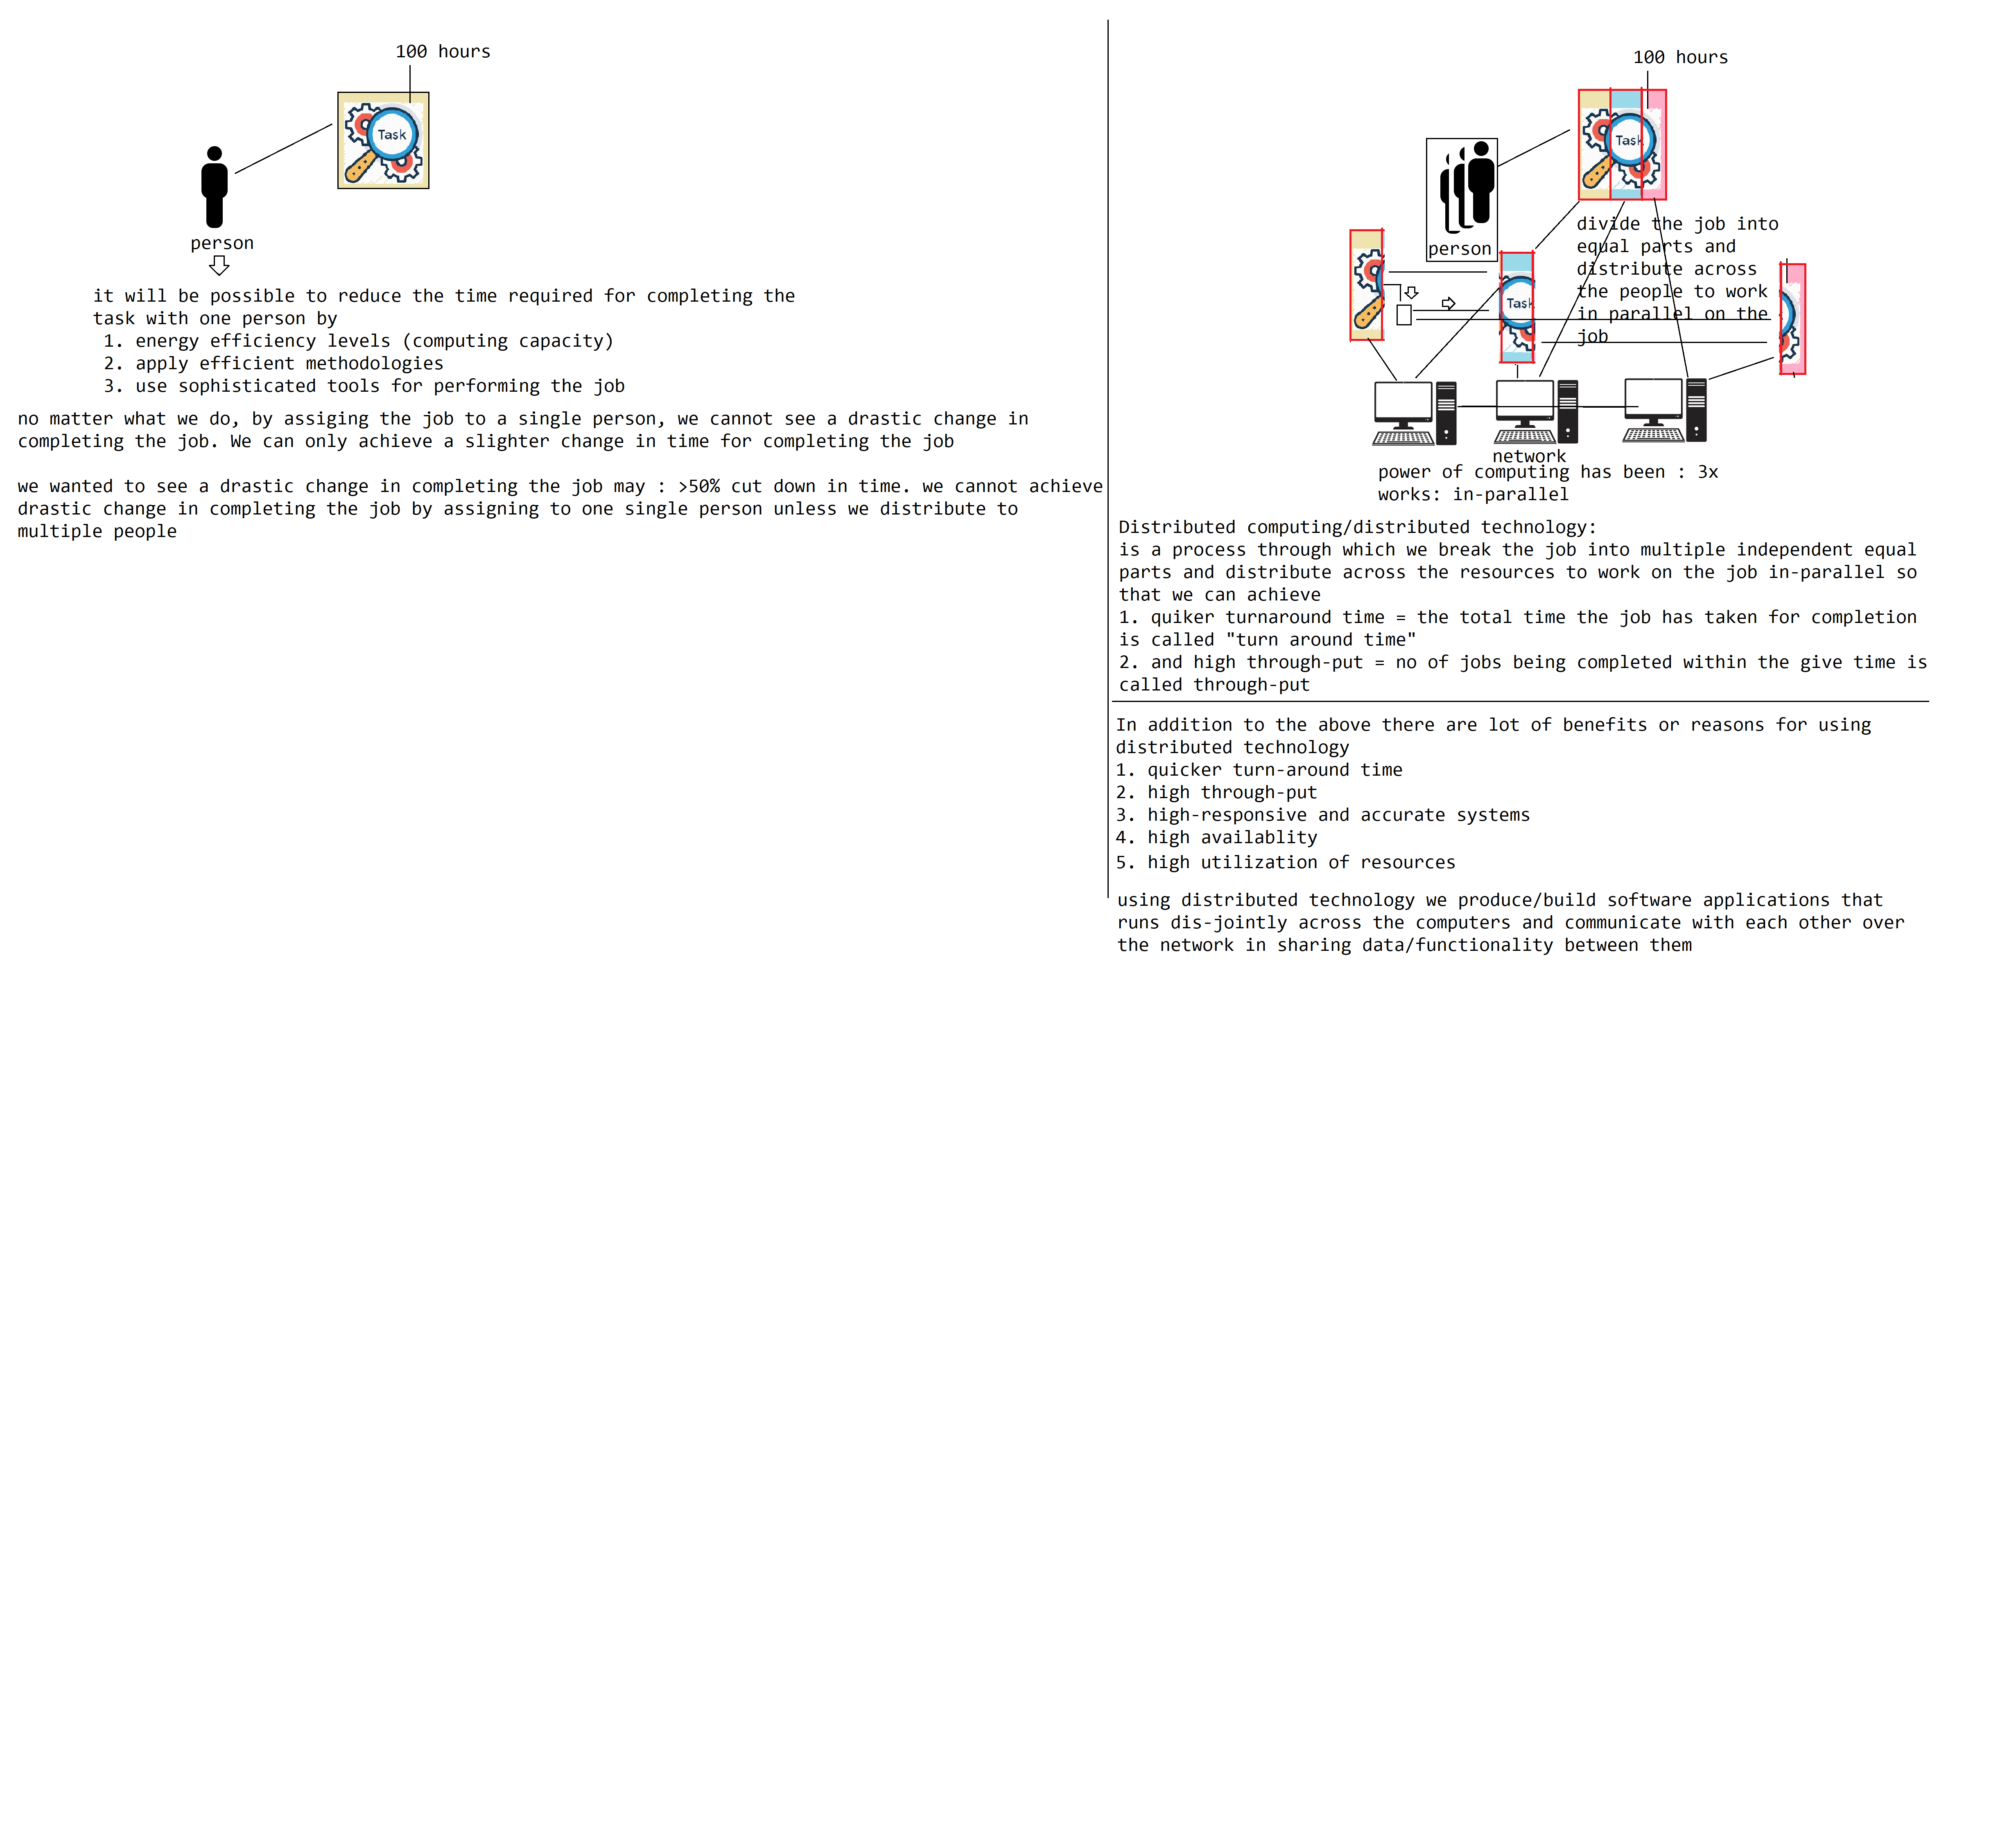 100 hours
Task
person
it will be possible to reduce the time required for completing the
task with one person by
1. energy efficiency levels (computing capacity)
2. apply efficient methodologies
3. use sophisticated tools for performing the job
no matter what we do, by assiging the job to a single person, we cannot see a drastic change in
completing the job. We can only achieve a slighter change in time for completing the job
we wanted to see a drastic change in completing the job may : >50% cut down in time. we cannot achieve
drastic change in completing the job by assigning to one single person unless we distribute to
multiple people
100 hours
Task
person
divide the job into
equal parts and
distribute across
the people to work
in parallel on the
job
Task
network
power of computing has been : 3x
works: in-parallel
Distributed computing/distributed technology:
is a process through which we break the job into multiple independent equal
parts and distribute across the resources to work on the job in-parallel so
that we can achieve
1. quiker turnaround time = the total time the job has taken for completion
is called "turn around time"
2. and high through-put = no of jobs being completed within the give time is
called through-put
In addition to the above there are lot of benefits or reasons for using
distributed technology
1. quicker turn-around time
2. high through-put
3. high-responsive and accurate systems
4. high availablity
5. high utilization of resources
using distributed technology we produce/build software applications that
runs dis-jointly across the computers and communicate with each other over
the network in sharing data/functionality between them